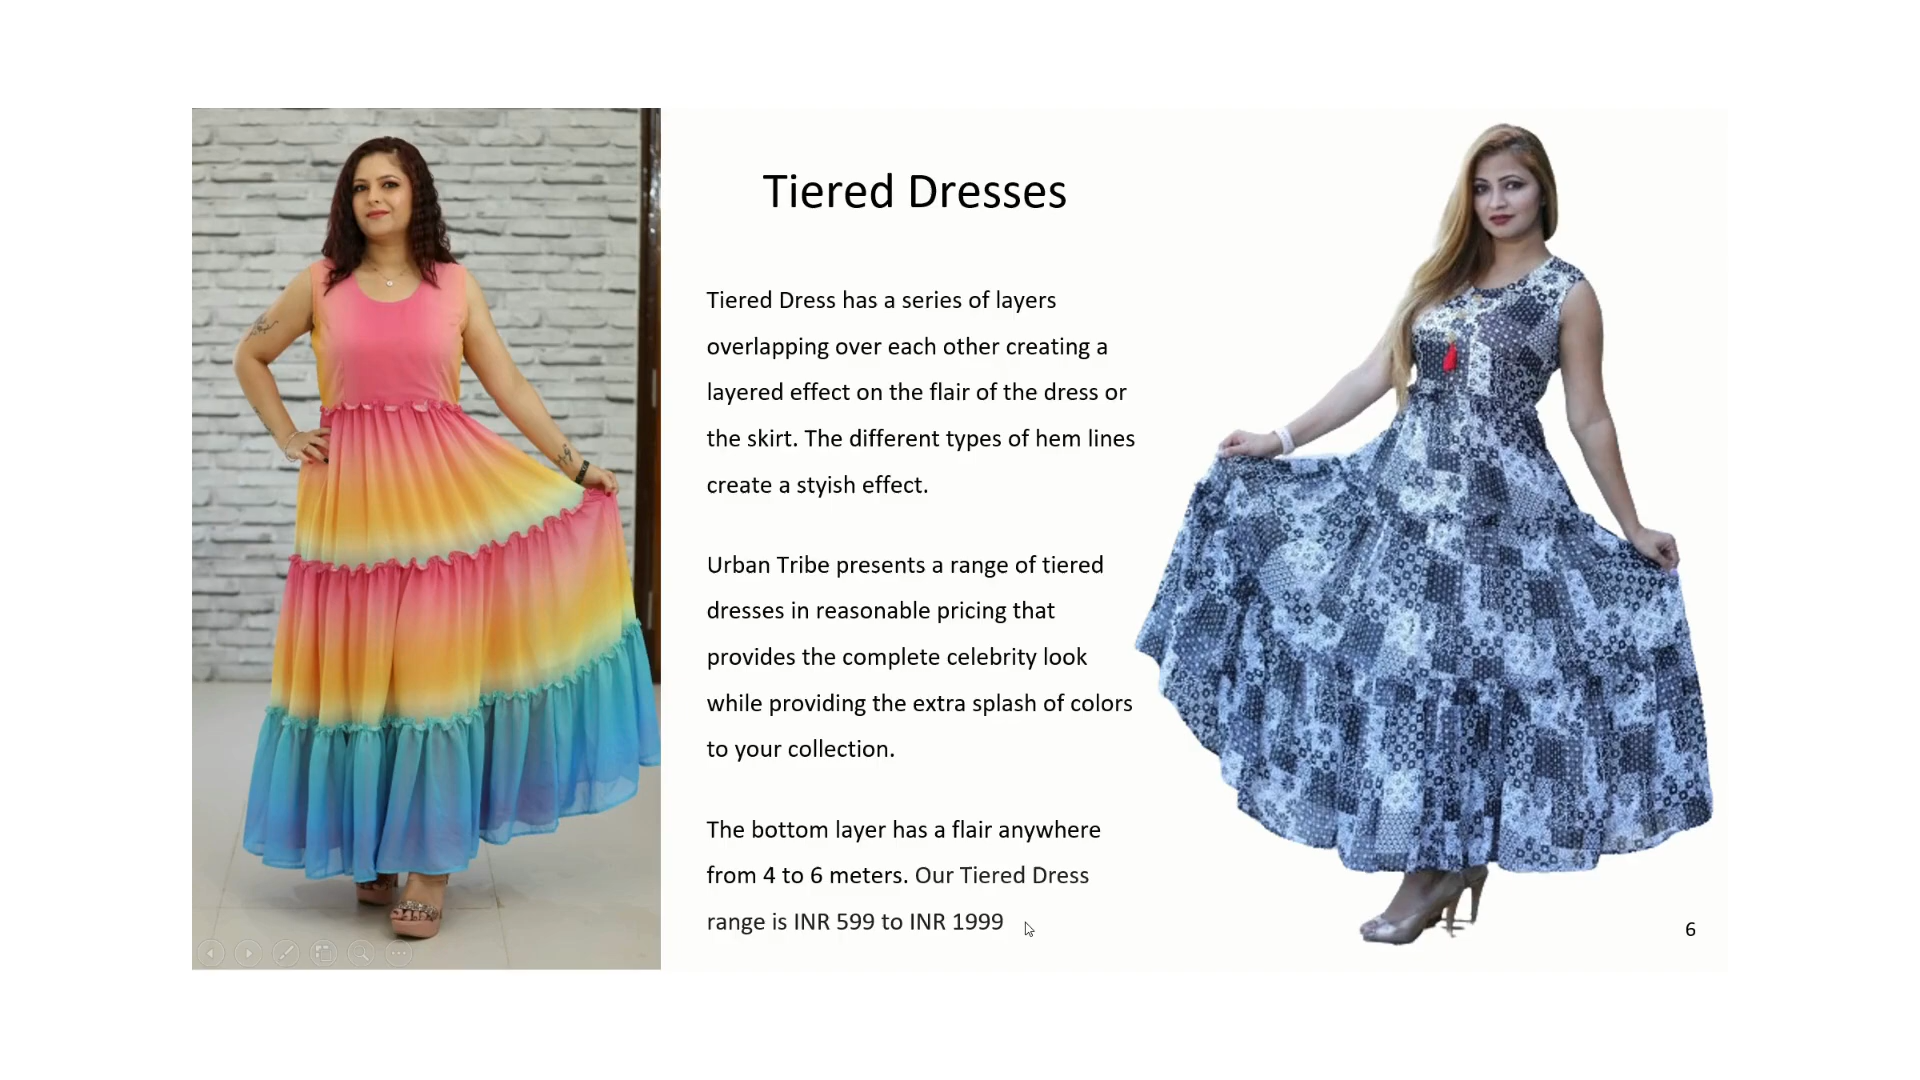 Tiered Dresses
Tiered Dress has a series of layers
overlapping over each other creating a
layered effect on the flair of the dress or
the skirt. The different types of hem lines
create a styish effect.
Urban Tribe presents a range of tiered
dresses in reasonable pricing that
provides the complete celebrity look
while providing the extra splash of colors
to your collection.
The bottom layer has a flair anywhere
from 4 to 6 meters. Our Tiered Dress
range is INR 599 to INR 1999
6